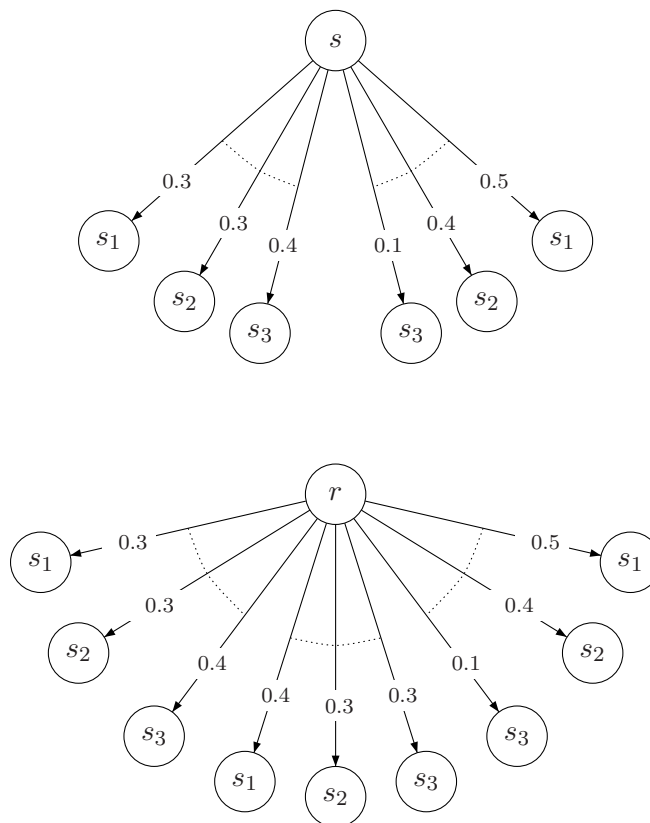 s
0.3 0.3 0.4 0.1 0.4 0.5
s₁ s₂ s₃ s₃ s₂ s₁
r
0.3 0.3 0.4 0.4 0.3 0.3 0.1 0.4 0.5
s₁ s₂ s₃ s₁ s₂ s₃ s₃ s₂ s₁